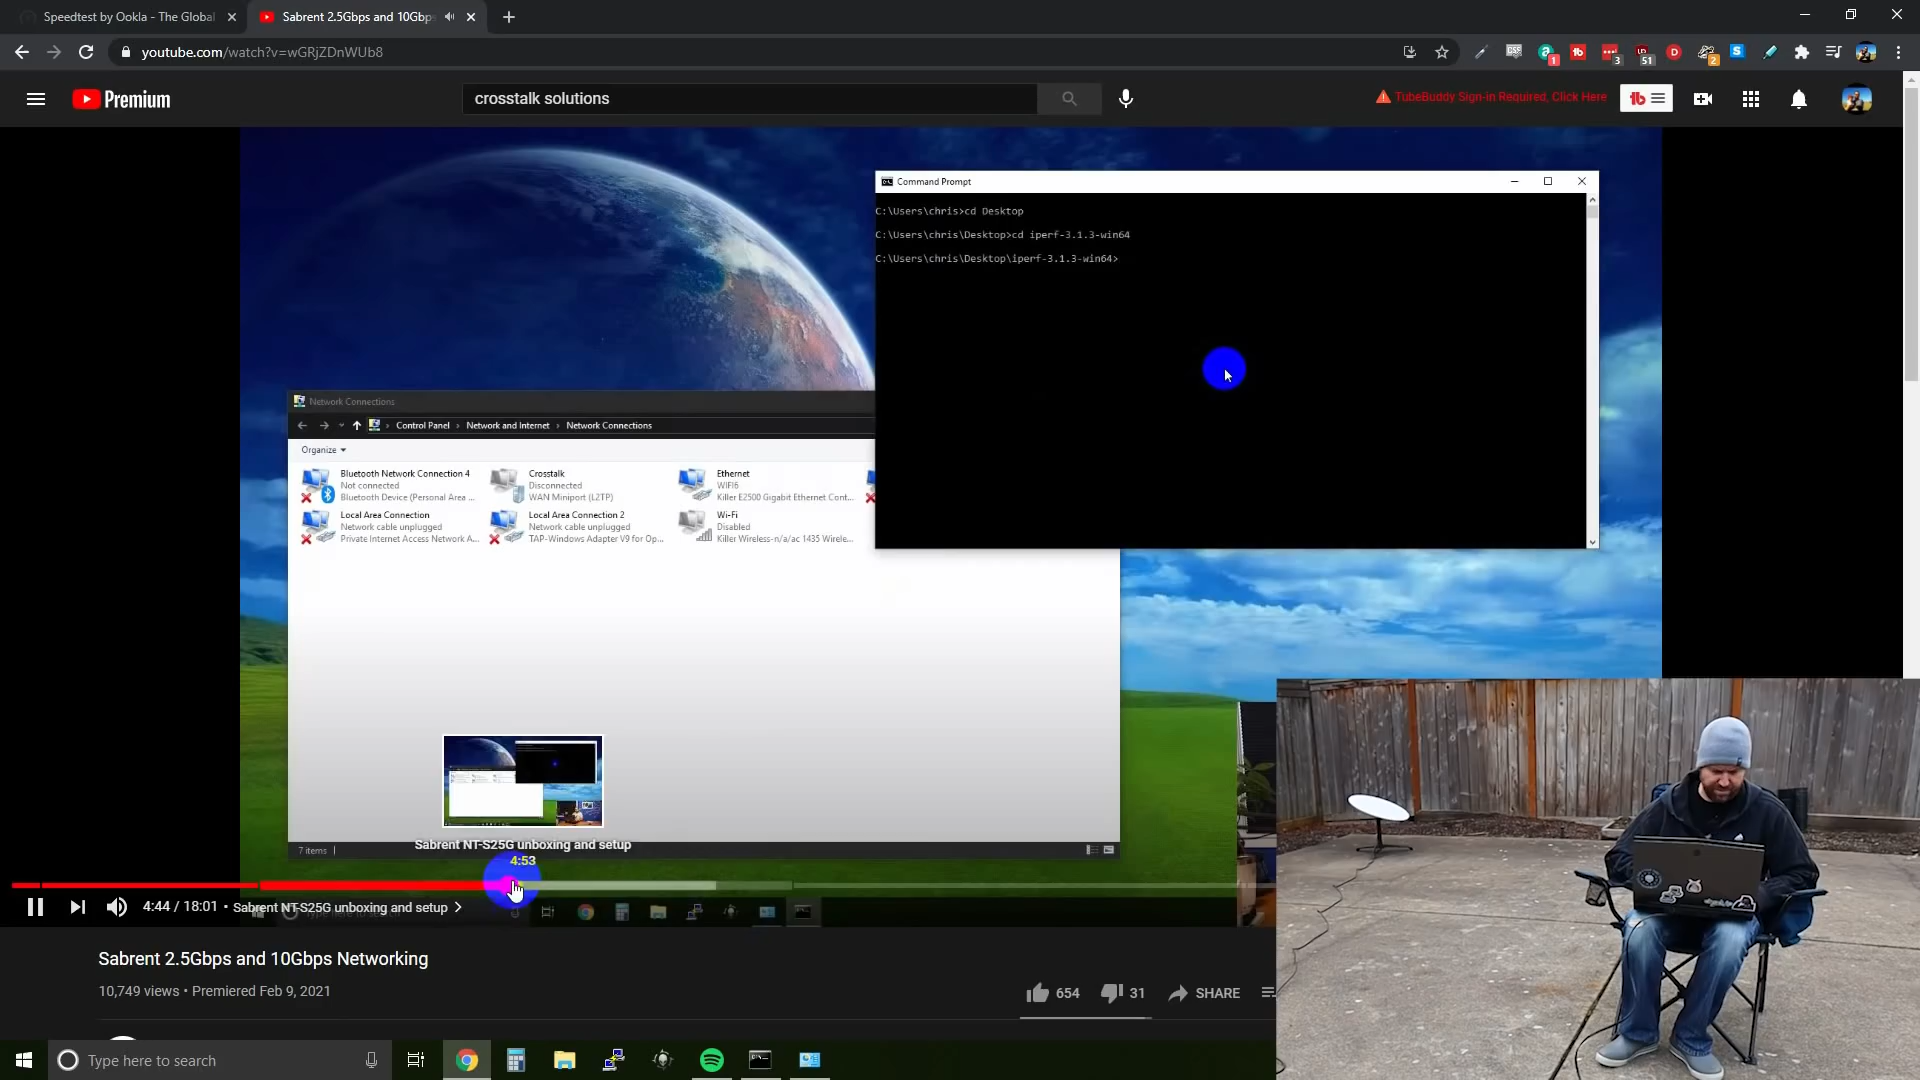 Speedtest by Ookla - The Global
Sabrent 2.5Gbps and 10Gbps
youtube.com/watch?v=wGRjZDnWUb8
1
3
51
2
Premium
crosstalk solutions
TubeBuddy Sign-in Required, Click Here
Command Prompt
C:\Users\chris>cd Desktop
C:\Users\chris\Desktop>cd iperf-3.1.3-win64
C:\Users\chris\Desktop\iperf-3.1.3-win64>
Network Connections
Control Panel > Network and Internet > Network Connections
Organize
Bluetooth Network Connection 4
Not connected
Bluetooth Device (Personal Area ...
Crosstalk
Disconnected
WAN Miniport (L2TP)
Ethernet
WIFI6
Killer E2500 Gigabit Ethernet Cont...
Local Area Connection
Network cable unplugged
Private Internet Access Network A...
Local Area Connection 2
Network cable unplugged
TAP-Windows Adapter V9 for Op...
Wi-Fi
Disabled
Killer Wireless-n/a/ac 1435 Wirele...
7 items
Sabrent NT-S25G unboxing and setup
4:53
4:44 / 18:01 • Sabrent NT-S25G unboxing and setup
Sabrent 2.5Gbps and 10Gbps Networking
10,749 views • Premiered Feb 9, 2021
654
31
SHARE
Type here to search